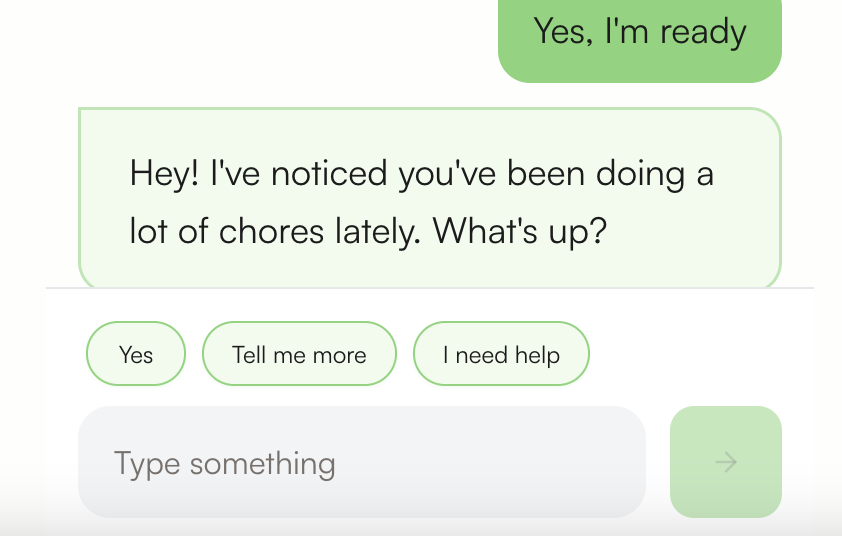 Yes, I'm ready
Hey! I've noticed you've been doing a
lot of chores lately. What's up?
Yes
Tell me more
I need help
Type something